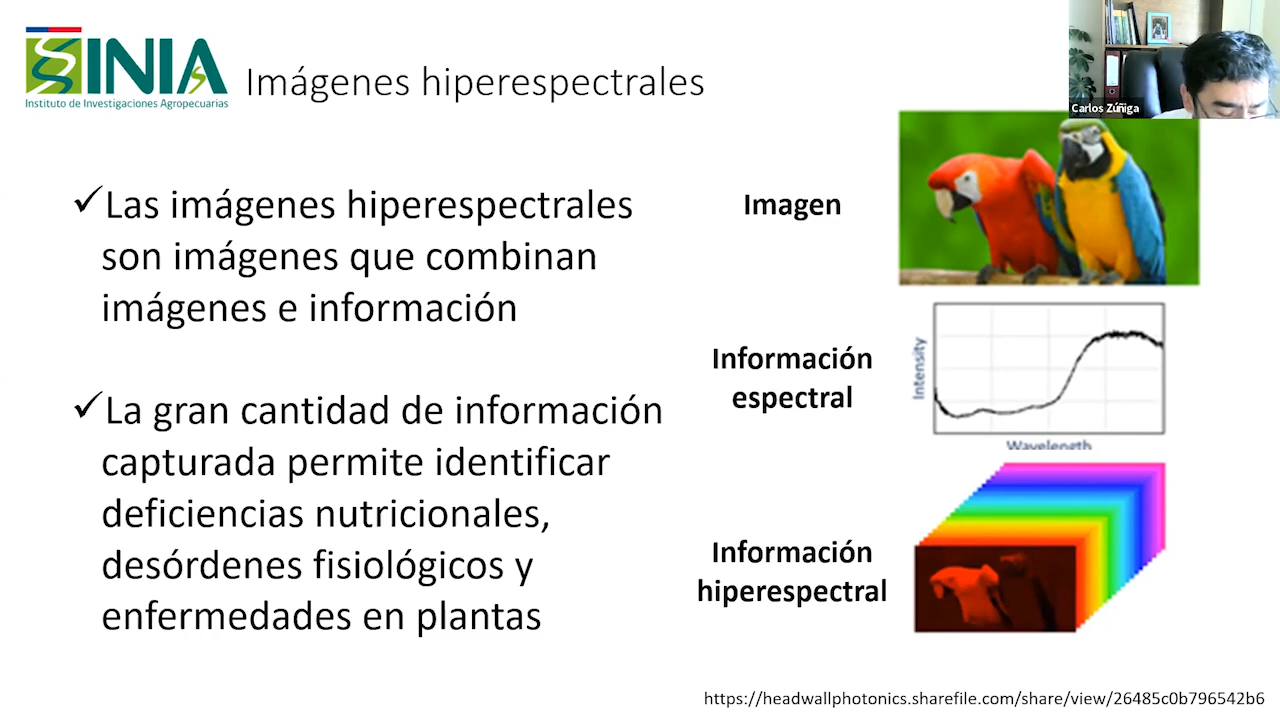 INIA
Instituto de Investigaciones Agropecuarias
Imágenes hiperespectrales
Carlos Zúñiga
✓Las imágenes hiperespectrales
son imágenes que combinan
imágenes e información
✓La gran cantidad de información
capturada permite identificar
deficiencias nutricionales,
desórdenes fisiológicos y
enfermedades en plantas
Imagen
Información
espectral
Intensity
Wavelength
Información
hiperespectral
https://headwallphotonics.sharefile.com/share/view/26485c0b796542b6